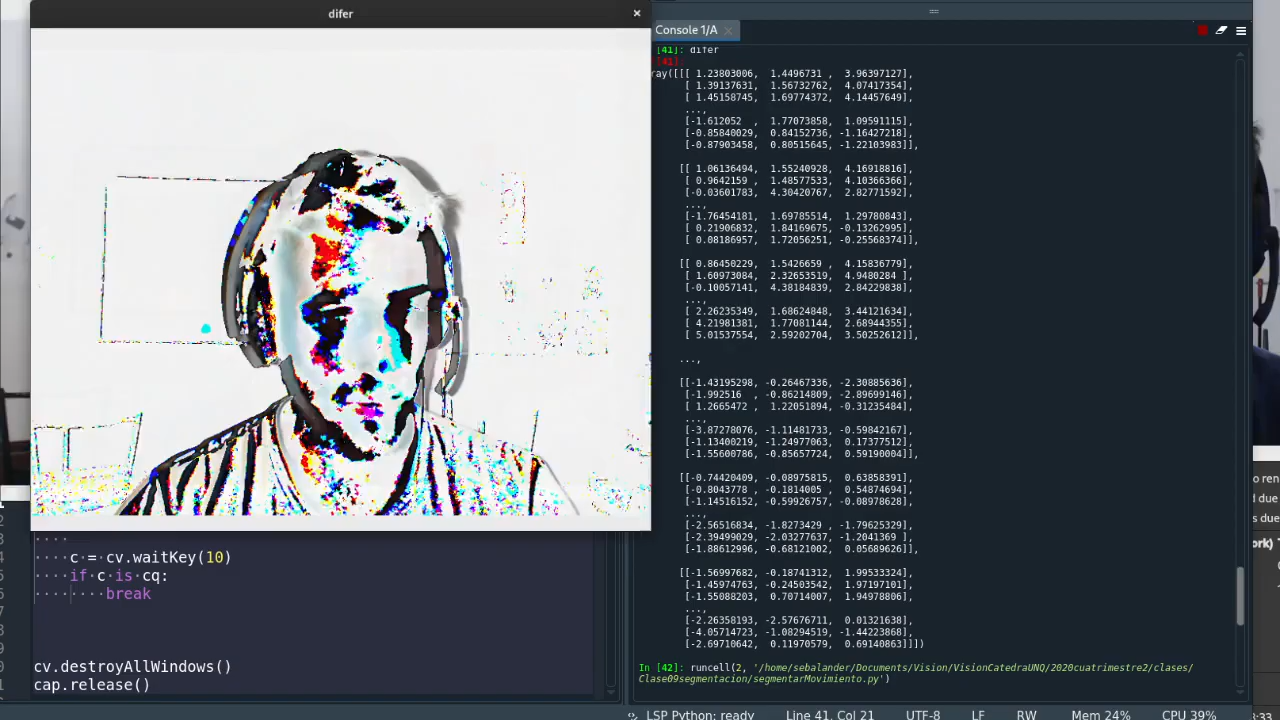 difer
×
Console 1/A
[41]: difer
[41]:
ray([[[ 1.23803006,  1.4496731 ,  3.96397127],
[ 1.39137631,  1.56732762,  4.07417354],
[ 1.45158745,  1.69774372,  4.14457649],
...,
[-1.612052  ,  1.77073858,  1.09591115],
[-0.85840029,  0.84152736, -1.16427218],
[-0.87903458,  0.80515645, -1.22103983]],
[[ 1.06136494,  1.55240928,  4.16918816],
[ 0.9642159 ,  1.48577533,  4.10366366],
[-0.03601783,  4.30420767,  2.82771592],
...,
[-1.76454181,  1.69785514,  1.29780843],
[ 0.21906832,  1.84169675, -0.13262995],
[ 0.08186957,  1.72056251, -0.25568374]],
[[ 0.86450229,  1.5426659 ,  4.15836779],
[ 1.60973084,  2.32653519,  4.9480284 ],
[-0.10057141,  4.38184839,  2.84229838],
...,
[ 2.26235349,  1.68624848,  3.44121634],
[ 4.21981381,  1.77081144,  2.68944355],
[ 5.01537554,  2.59202704,  3.50252612]],
...,
[[-1.43195298, -0.26467336, -2.30885636],
[-1.992516  , -0.86214809, -2.89699146],
[ 1.2665472 ,  1.22051894, -0.31235484],
...,
[-3.87278076, -1.11481733, -0.59842167],
[-1.13400219, -1.24977063,  0.17377512],
[-1.55600786, -0.85657724,  0.59190004]],
[[-0.74420409, -0.08975815,  0.63858391],
[-0.8043778 , -0.1814005 ,  0.54874694],
[-1.14516152, -0.59926757, -0.08978628],
...,
[-2.56516834, -1.8273429 , -1.79625329],
[-2.39499029, -2.03277637, -1.2041369 ],
[-1.88612996, -0.68121002,  0.05689626]],
[[-1.56997682, -0.18741312,  1.99533324],
[-1.45974763, -0.24503542,  1.97197101],
[-1.55088203,  0.70714007,  1.94978806],
...,
[-2.26358193, -2.57676711,  0.01321638],
[-4.05714723, -1.08294519, -1.44223868],
[-2.69710642,  0.11970579,  0.69140863]]])
In [42]: runcell(2, '/home/sebalander/Documents/Vision/VisionCatedraUNQ/2020cuatrimestre2/clases/
Clase09segmentacion/segmentarMovimiento.py')
c = cv.waitKey(10)
if c is cq:
break
cv.destroyAllWindows()
cap.release()
LSP Python: ready Line 41, Col 21 UTF-8 LF RW Mem 24% CPU 39%